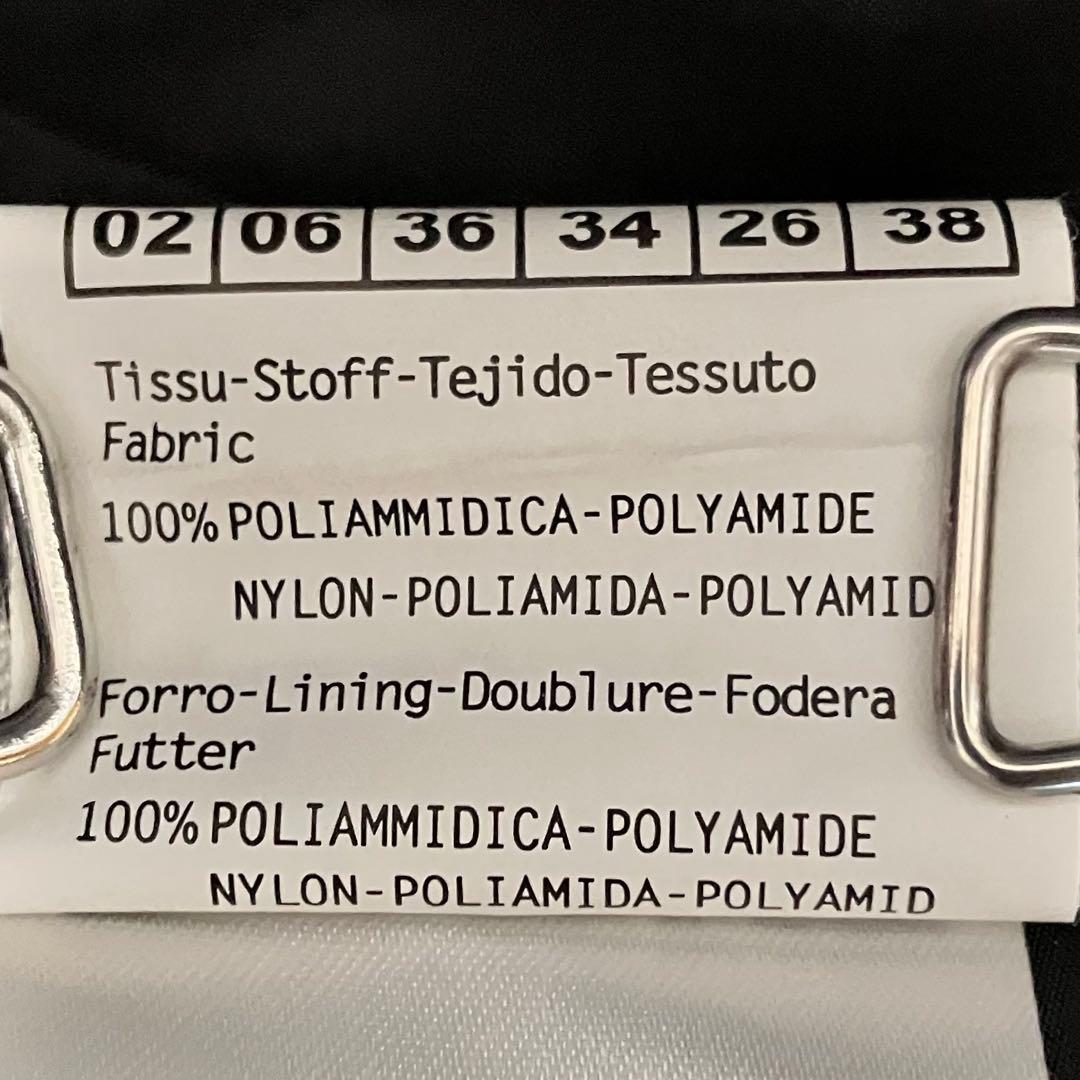 02 06 36 34 26 38
Tissu-Stoff-Tejido-Tessuto
Fabric
100% POLIAMMIDICA-POLYAMIDE
NYLON-POLIAMIDA-POLYAMID
Forro-Lining-Doublure-Fodera
Futter
100% POLIAMMIDICA-POLYAMIDE
NYLON-POLIAMIDA-POLYAMID